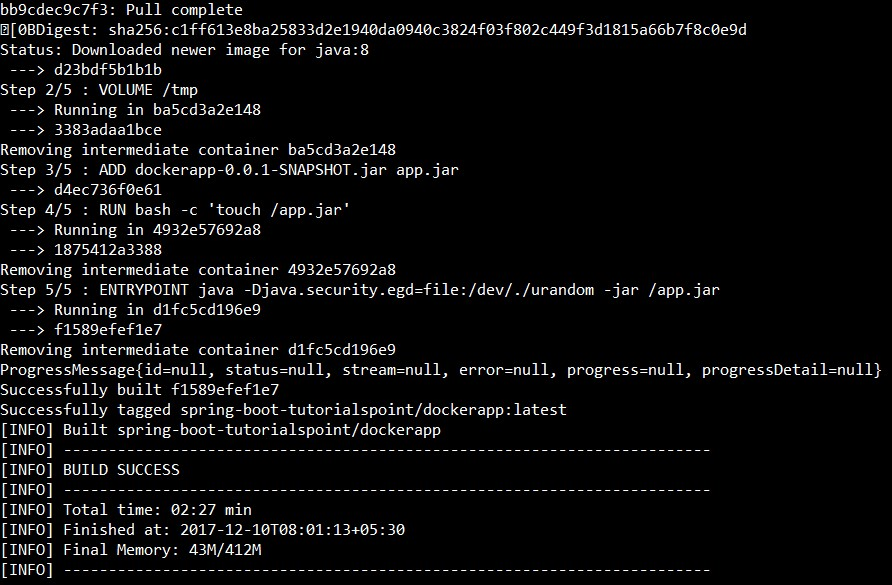 bb9cdec9c7f3: Pull complete
[0BDigest: sha256:c1ff613e8ba25833d2e1940da0940c3824f03f802c449f3d1815a66b7f8c0e9d
Status: Downloaded newer image for java:8
 ---> d23bdf5b1b1b
Step 2/5 : VOLUME /tmp
 ---> Running in ba5cd3a2e148
 ---> 3383adaa1bce
Removing intermediate container ba5cd3a2e148
Step 3/5 : ADD dockerapp-0.0.1-SNAPSHOT.jar app.jar
 ---> d4ec736f0e61
Step 4/5 : RUN bash -c 'touch /app.jar'
 ---> Running in 4932e57692a8
 ---> 1875412a3388
Removing intermediate container 4932e57692a8
Step 5/5 : ENTRYPOINT java -Djava.security.egd=file:/dev/./urandom -jar /app.jar
 ---> Running in d1fc5cd196e9
 ---> f1589efef1e7
Removing intermediate container d1fc5cd196e9
ProgressMessage{id=null, status=null, stream=null, error=null, progress=null, progressDetail=null}
Successfully built f1589efef1e7
Successfully tagged spring-boot-tutorialspoint/dockerapp:latest
[INFO] Built spring-boot-tutorialspoint/dockerapp
[INFO] ------------------------------------------------------------------------
[INFO] BUILD SUCCESS
[INFO] ------------------------------------------------------------------------
[INFO] Total time: 02:27 min
[INFO] Finished at: 2017-12-10T08:01:13+05:30
[INFO] Final Memory: 43M/412M
[INFO] ------------------------------------------------------------------------